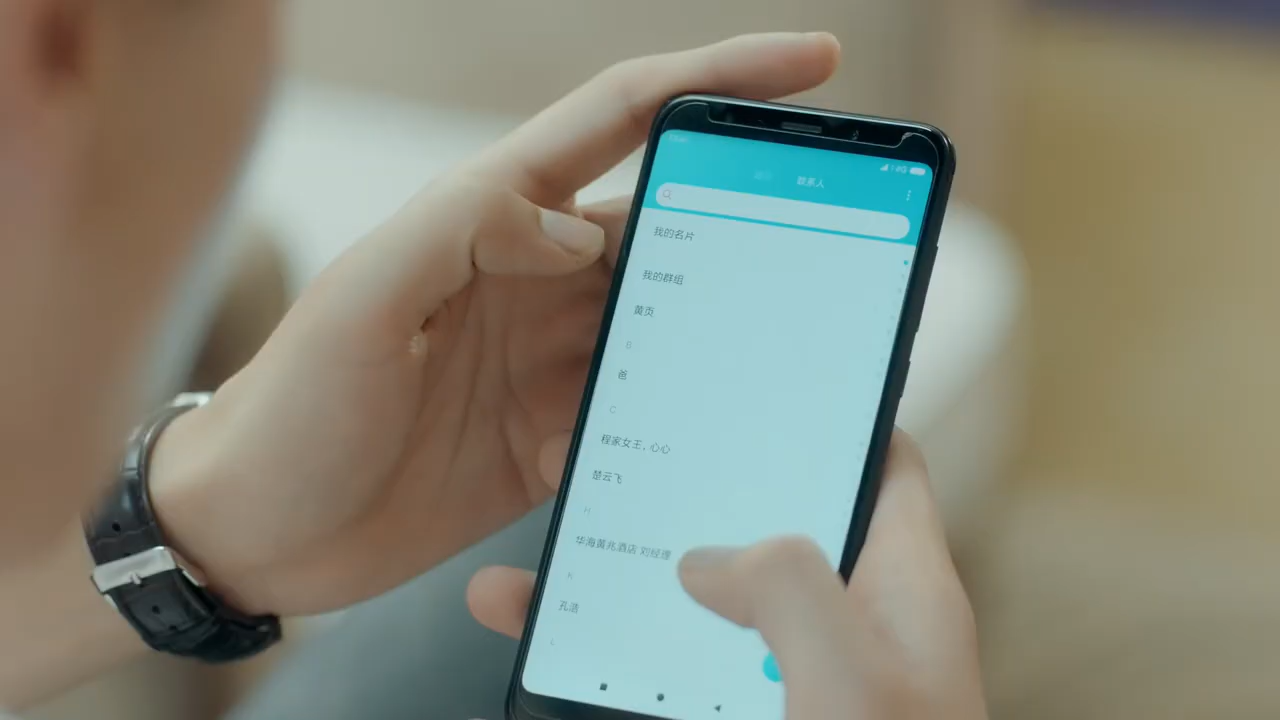 联系人
我的名片
我的群组
黄页
B
爸
C
程家女王，心心
楚云飞
H
华海黄兆酒店 刘经理
K
孔浩
L